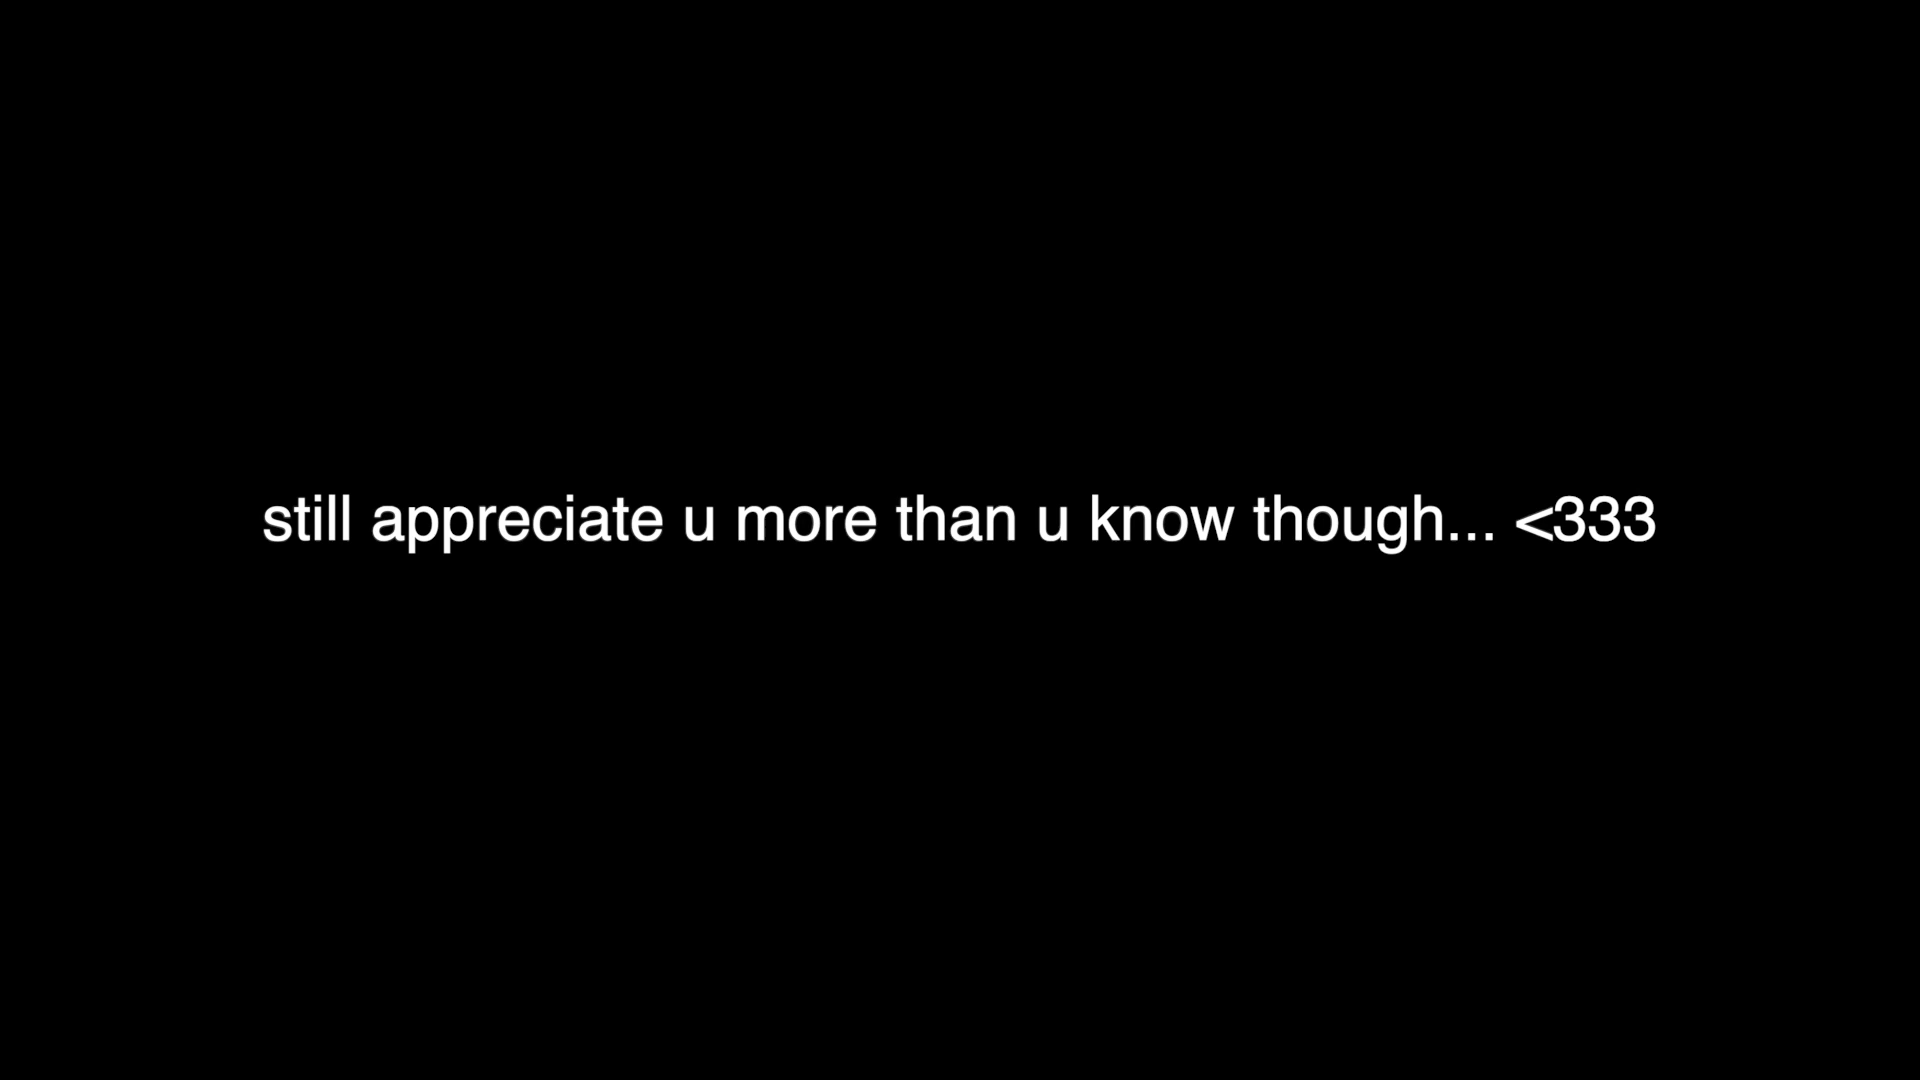 still appreciate u more than u know though... <333